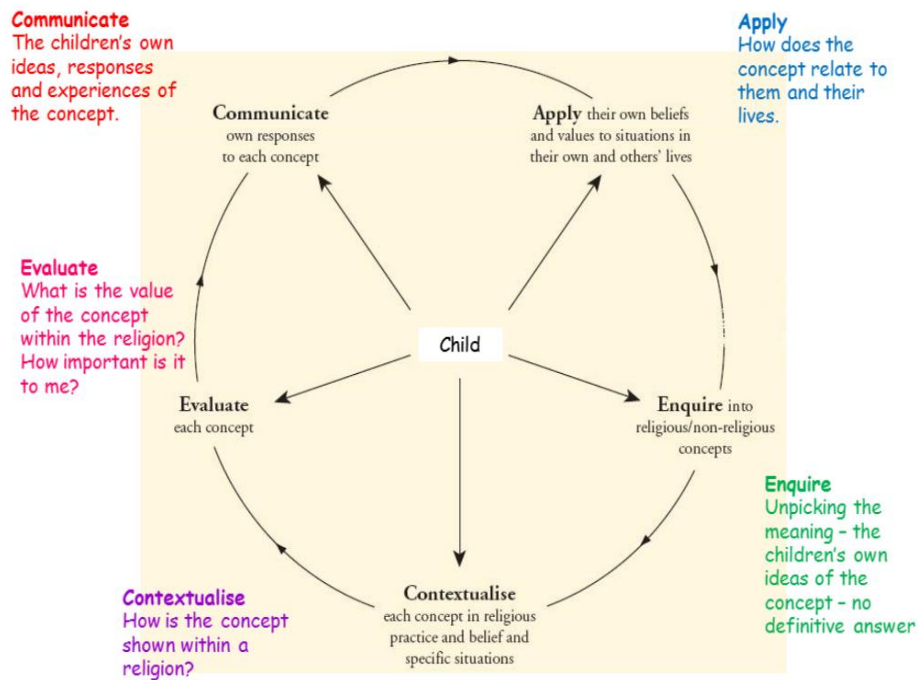 Communicate
The children's own
ideas, responses
and experiences of
the concept.
Apply
How does the
concept relate to
them and their
lives.
Communicate
own responses
to each concept
Apply their own beliefs
and values to situations in
their own and others' lives
Evaluate
What is the value
of the concept
within the religion?
How important is it
to me?
Child
Evaluate
each concept
Enquire into
religious/non-religious
concepts
Enquire
Unpicking the
meaning – the
children's own
ideas of the
concept – no
definitive answer
Contextualise
How is the concept
shown within a
religion?
Contextualise
each concept in religious
practice and belief and
specific situations